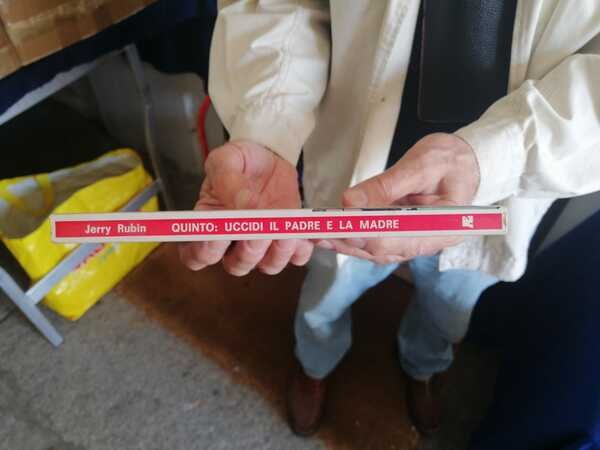 Jerry Rubin QUINTO: UCCIDI IL PADRE E LA MADRE